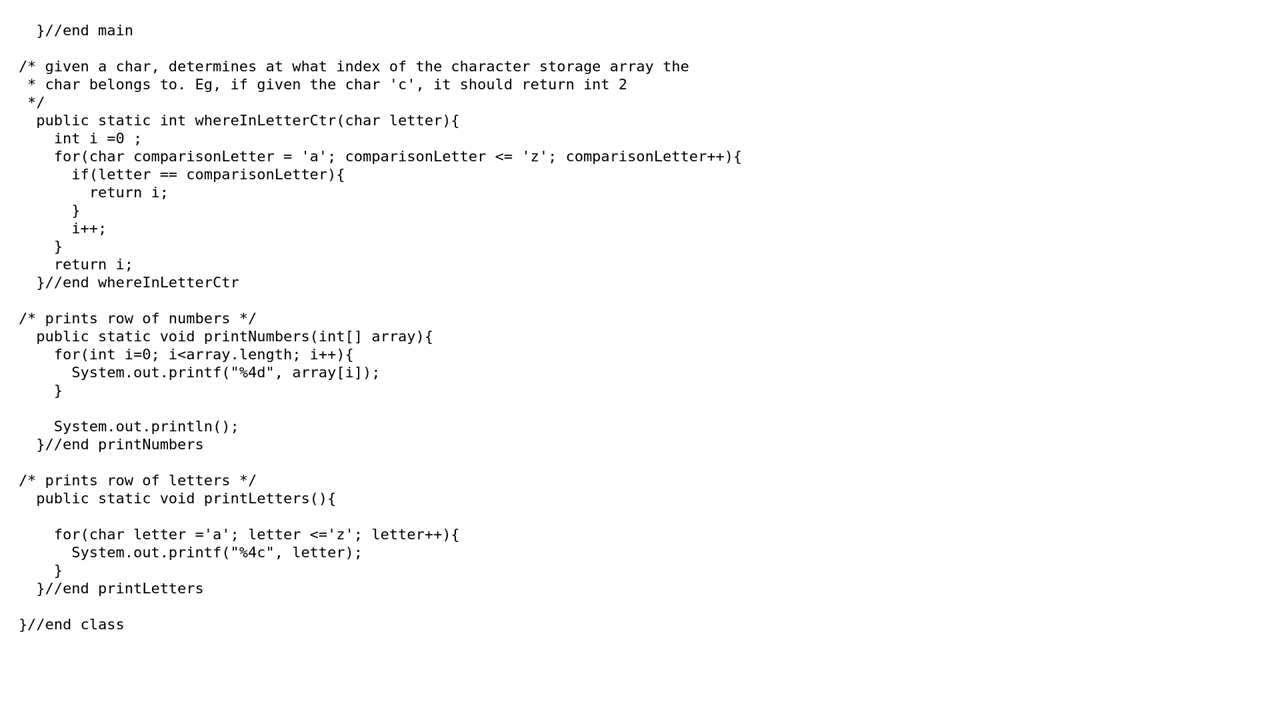 }//end main
/* given a char, determines at what index of the character storage array the
 * char belongs to. Eg, if given the char 'c', it should return int 2
 */
  public static int whereInLetterCtr(char letter){
    int i =0 ;
    for(char comparisonLetter = 'a'; comparisonLetter <= 'z'; comparisonLetter++){
      if(letter == comparisonLetter){
        return i;
      }
      i++;
    }
    return i;
  }//end whereInLetterCtr
/* prints row of numbers */
  public static void printNumbers(int[] array){
    for(int i=0; i<array.length; i++){
      System.out.printf("%4d", array[i]);
    }
    System.out.println();
  }//end printNumbers
/* prints row of letters */
  public static void printLetters(){
    for(char letter ='a'; letter <='z'; letter++){
      System.out.printf("%4c", letter);
    }
  }//end printLetters
}//end class